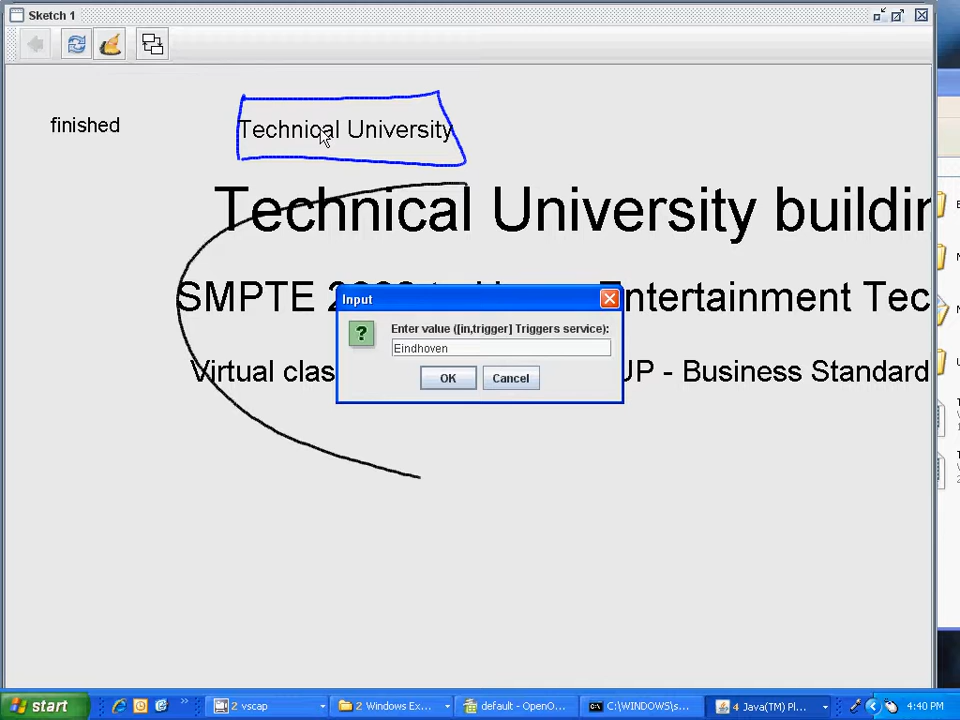 Sketch 1
finished
Technical University
Technical University buildin
SMPTE
Entertainment Tec
Virtual clas
UP - Business Standard
Input
Enter value ([in,trigger] Triggers service):
Eindhoven
OK
Cancel
start
2 vscap
2 Windows Ex...
default - OpenO...
C:\WINDOWS\s...
4 Java(TM) Pl...
4:40 PM